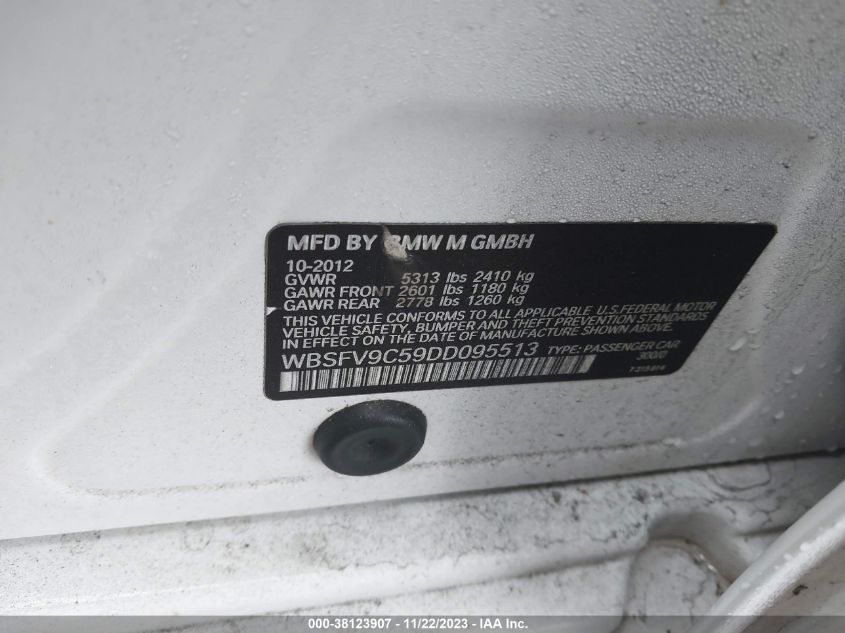 MFD BY BMW M GMBH
10-2012
GVWR 5313 lbs 2410 kg
GAWR FRONT 2601 lbs 1180 kg
GAWR REAR 2778 lbs 1260 kg
THIS VEHICLE CONFORMS TO ALL APPLICABLE U.S. FEDERAL MOTOR
VEHICLE SAFETY, BUMPER AND THEFT PREVENTION STANDARDS
IN EFFECT ON THE DATE OF MANUFACTURE SHOWN ABOVE.
WBSFV9C59DD095513 TYPE: PASSENGER CAR
300/0
000-38123907 - 11/22/2023 - IAA Inc.